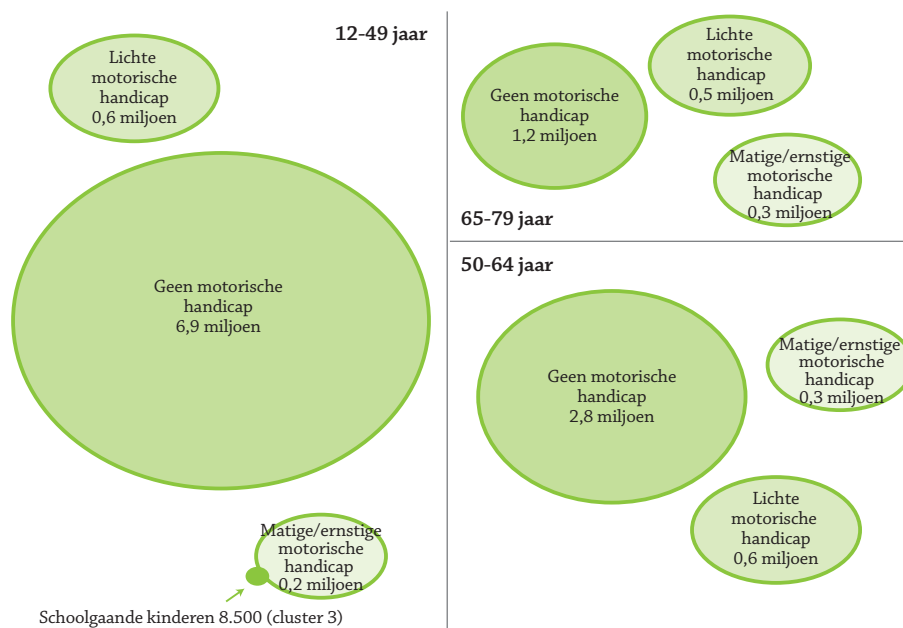 12-49 jaar
Lichte
motorische
handicap
0,6 miljoen
Geen motorische
handicap
6,9 miljoen
Matige/ernstige
motorische
handicap
0,2 miljoen
Schoolgaande kinderen 8.500 (cluster 3)
Geen motorische
handicap
1,2 miljoen
Lichte
motorische
handicap
0,5 miljoen
Matige/ernstige
motorische
handicap
0,3 miljoen
65-79 jaar
50-64 jaar
Geen motorische
handicap
2,8 miljoen
Matige/ernstige
motorische
handicap
0,3 miljoen
Lichte
motorische
handicap
0,6 miljoen